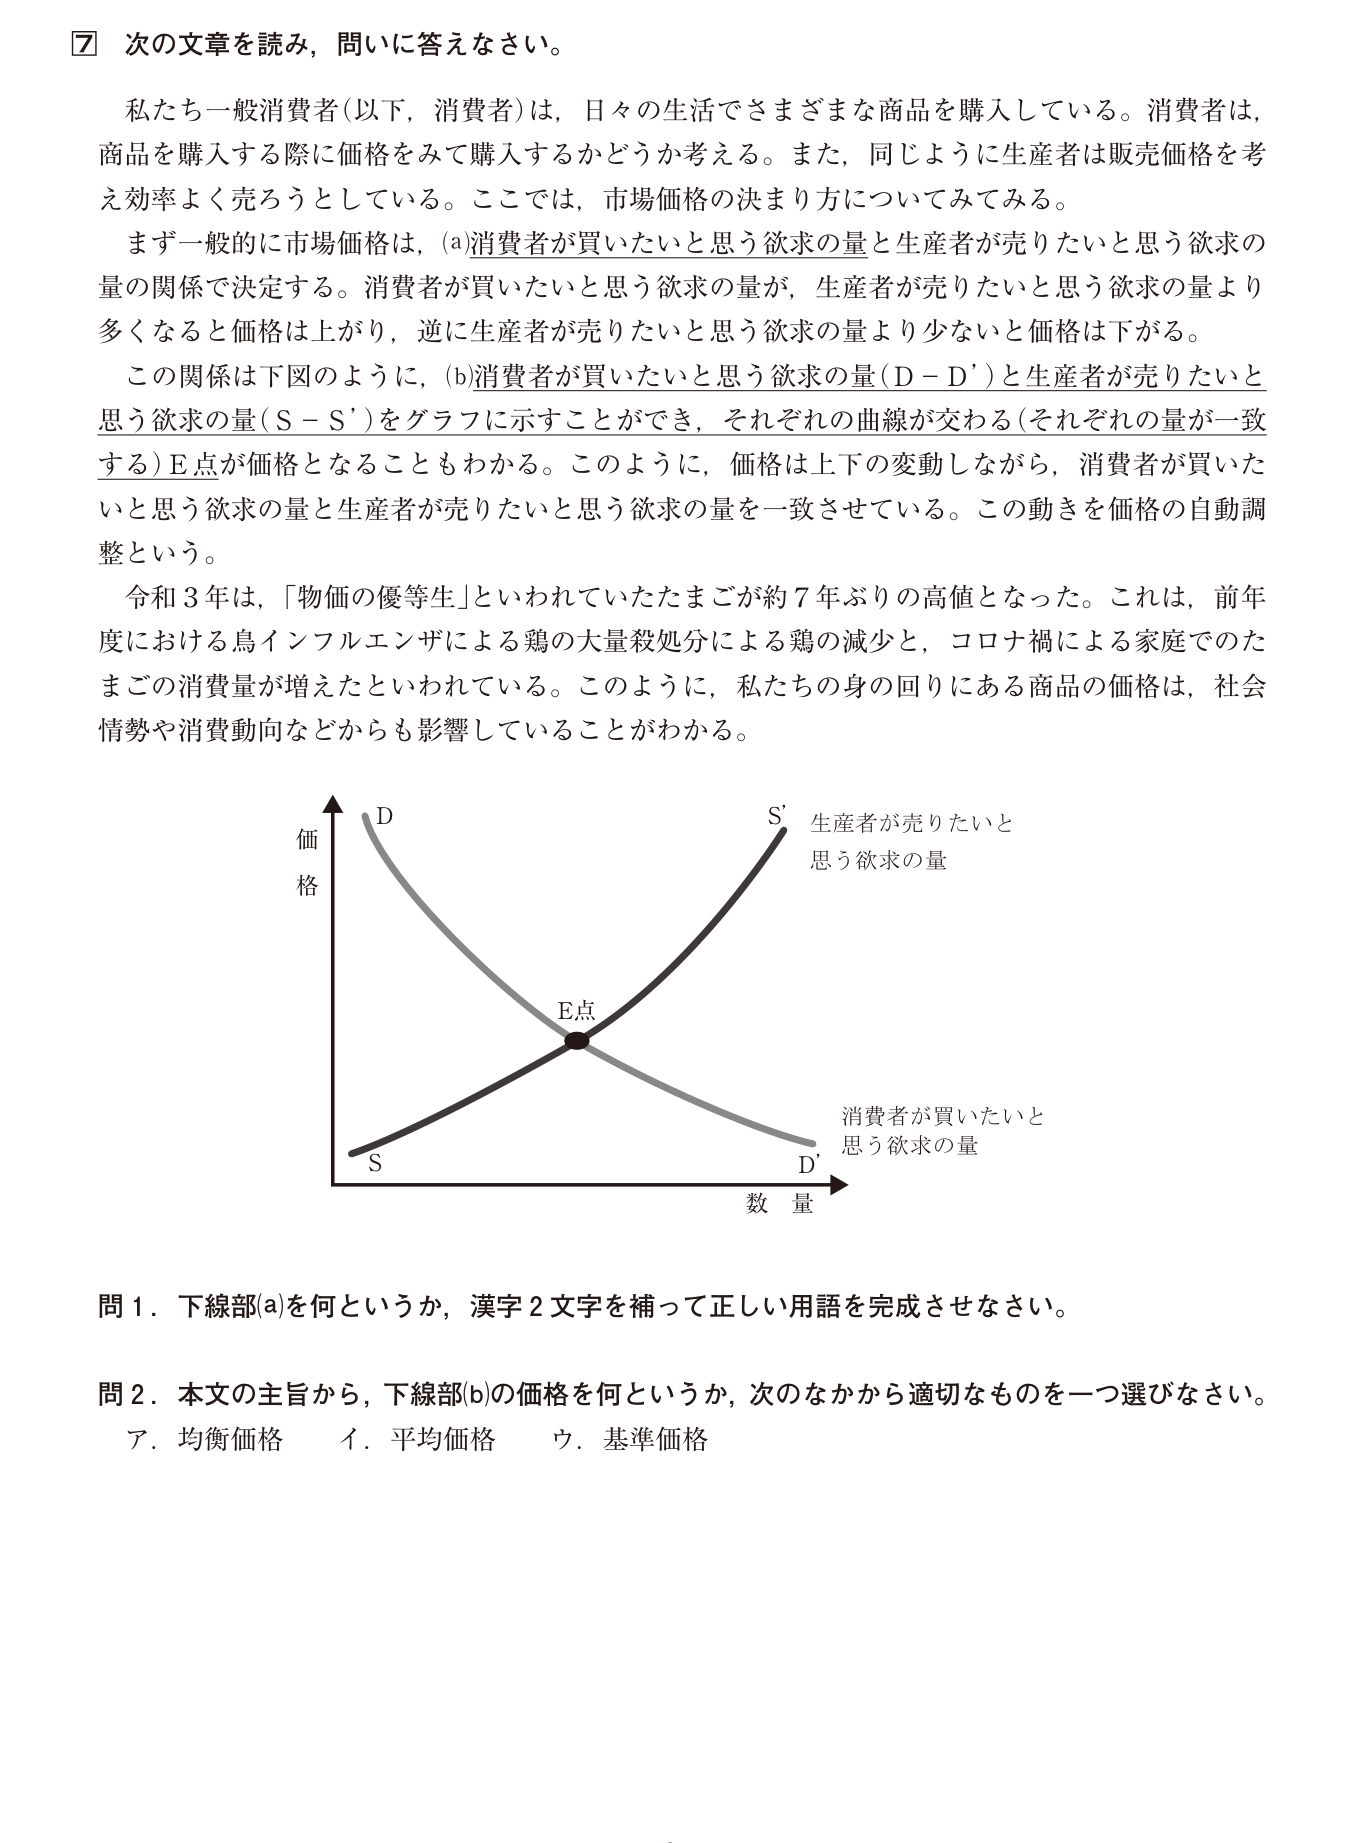 7 次の文章を読み，問いに答えなさい。
私たち一般消費者(以下，消費者)は，日々の生活でさまざまな商品を購入している。消費者は，
商品を購入する際に価格をみて購入するかどうか考える。また，同じように生産者は販売価格を考
え効率よく売ろうとしている。ここでは，市場価格の決まり方についてみてみる。
まず一般的に市場価格は，(a)消費者が買いたいと思う欲求の量と生産者が売りたいと思う欲求の
量の関係で決定する。消費者が買いたいと思う欲求の量が，生産者が売りたいと思う欲求の量より
多くなると価格は上がり，逆に生産者が売りたいと思う欲求の量より少ないと価格は下がる。
この関係は下図のように，(b)消費者が買いたいと思う欲求の量(Ｄ－Ｄ’)と生産者が売りたいと
思う欲求の量(Ｓ－Ｓ’)をグラフに示すことができ，それぞれの曲線が交わる(それぞれの量が一致
する)Ｅ点が価格となることもわかる。このように，価格は上下の変動しながら，消費者が買いた
いと思う欲求の量と生産者が売りたいと思う欲求の量を一致させている。この動きを価格の自動調
整という。
令和３年は，「物価の優等生」といわれていたたまごが約７年ぶりの高値となった。これは，前年
度における鳥インフルエンザによる鶏の大量殺処分による鶏の減少と，コロナ禍による家庭でのた
まごの消費量が増えたといわれている。このように，私たちの身の回りにある商品の価格は，社会
情勢や消費動向などからも影響していることがわかる。
価格
D
S’
生産者が売りたいと
思う欲求の量
E点
消費者が買いたいと
思う欲求の量
S
D’
数　量
問１．下線部(a)を何というか，漢字２文字を補って正しい用語を完成させなさい。
問２．本文の主旨から，下線部(b)の価格を何というか，次のなかから適切なものを一つ選びなさい。
ア．均衡価格　　イ．平均価格　　ウ．基準価格